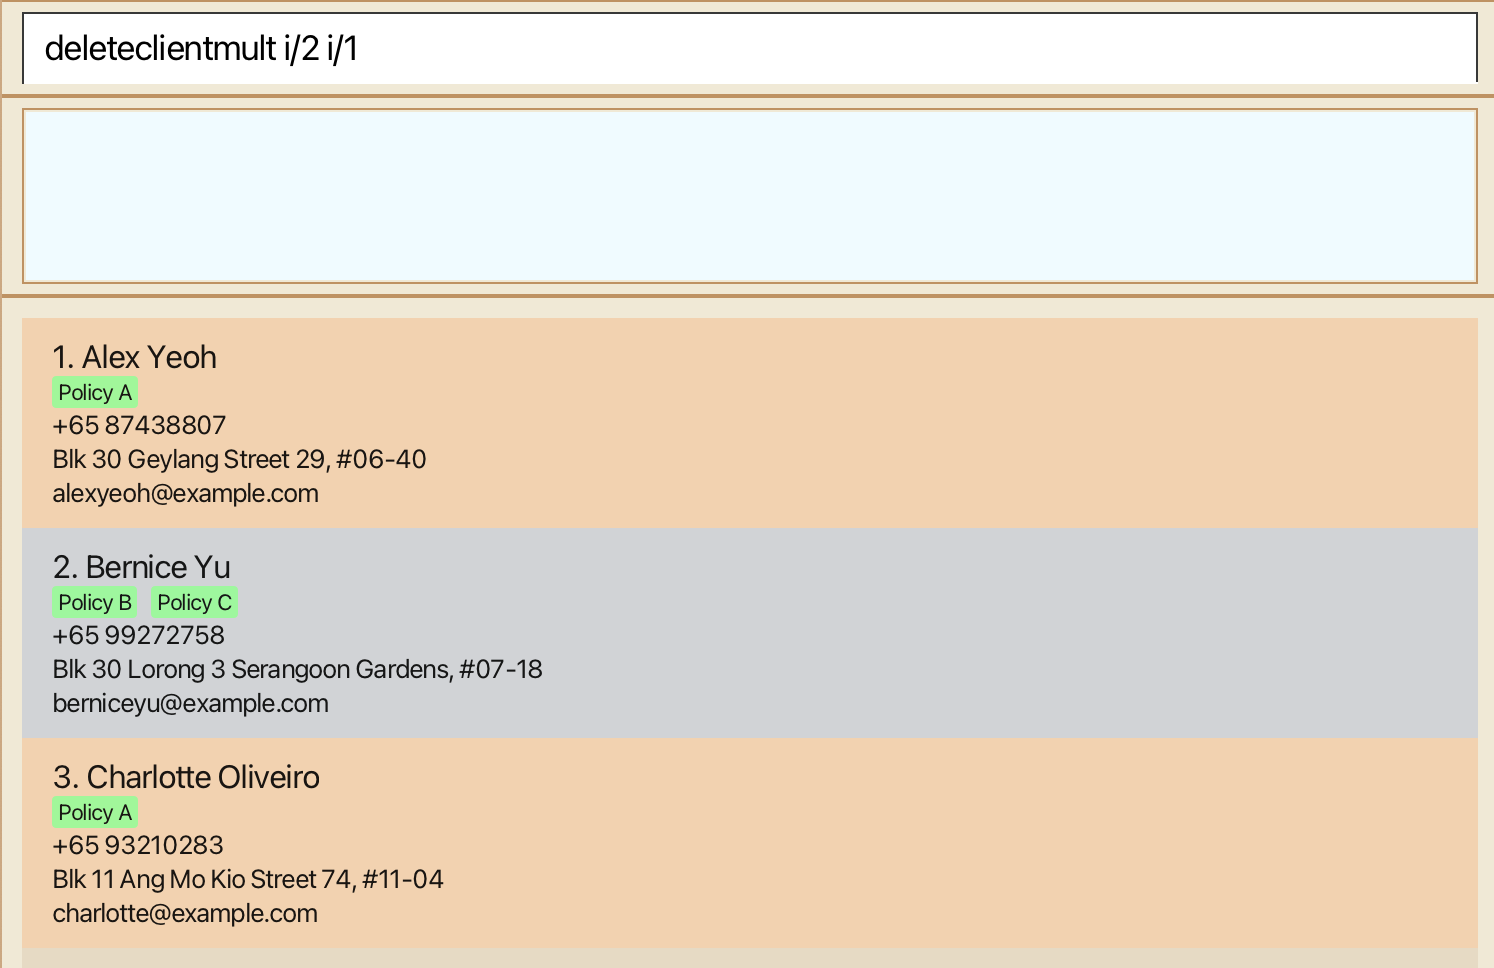 deleteclientmult i/2 i/1
1. Alex Yeoh
Policy A
+65 87438807
Blk 30 Geylang Street 29, #06-40
alexyeoh@example.com
2. Bernice Yu
Policy B Policy C
+65 99272758
Blk 30 Lorong 3 Serangoon Gardens, #07-18
berniceyu@example.com
3. Charlotte Oliveiro
Policy A
+65 93210283
Blk 11 Ang Mo Kio Street 74, #11-04
charlotte@example.com